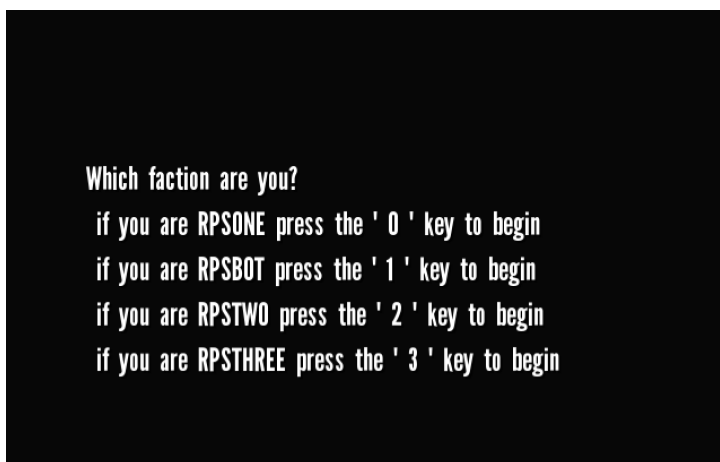 Which faction are you?
if you are RPSONE press the ' 0 ' key to begin
if you are RPSBOT press the ' 1 ' key to begin
if you are RPSTWO press the ' 2 ' key to begin
if you are RPSTHREE press the ' 3 ' key to begin